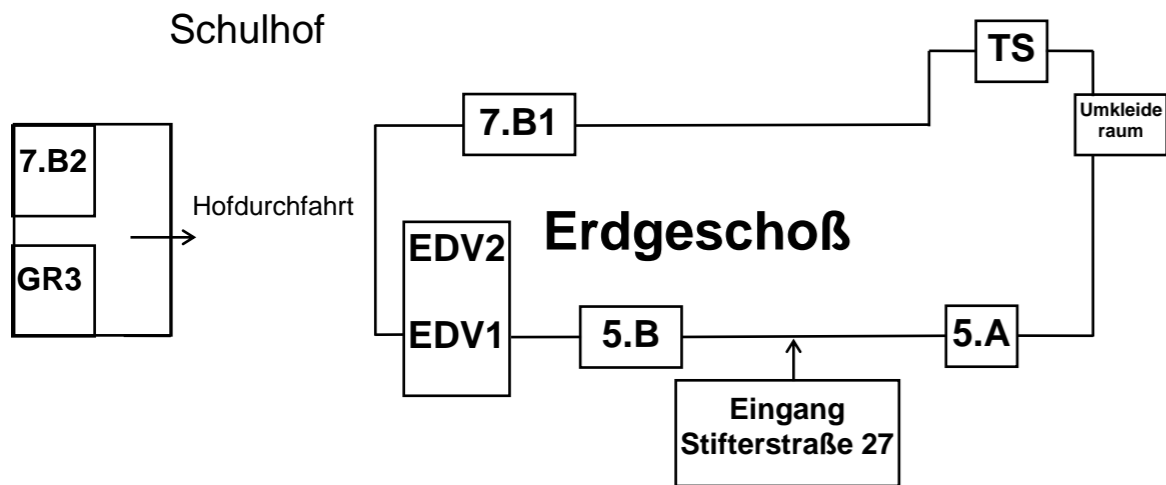 Schulhof
TS
Umkleide
raum
7.B1
7.B2
Hofdurchfahrt
Erdgeschoß
EDV2
GR3
EDV1
5.B
5.A
Eingang
Stifterstraße 27